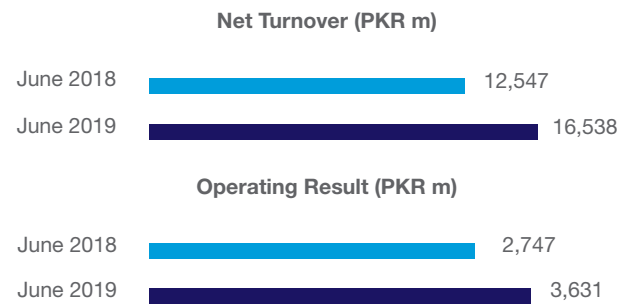 Net Turnover (PKR m)
June 2018 12,547
June 2019 16,538
Operating Result (PKR m)
June 2018 2,747
June 2019 3,631